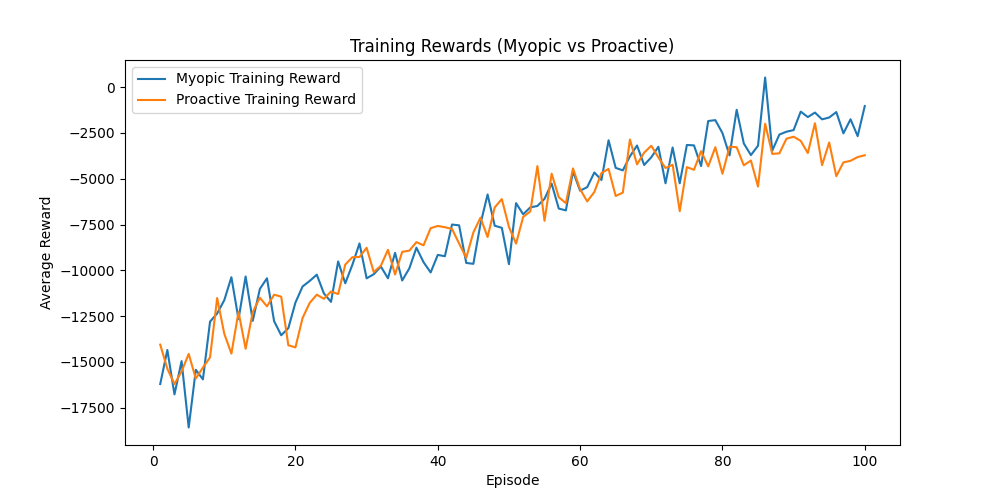 Training Rewards (Myopic vs Proactive)
Myopic Training Reward
Proactive Training Reward
Average Reward
0
−2500
−5000
−7500
−10000
−12500
−15000
−17500
0 20 40 60 80 100
Episode